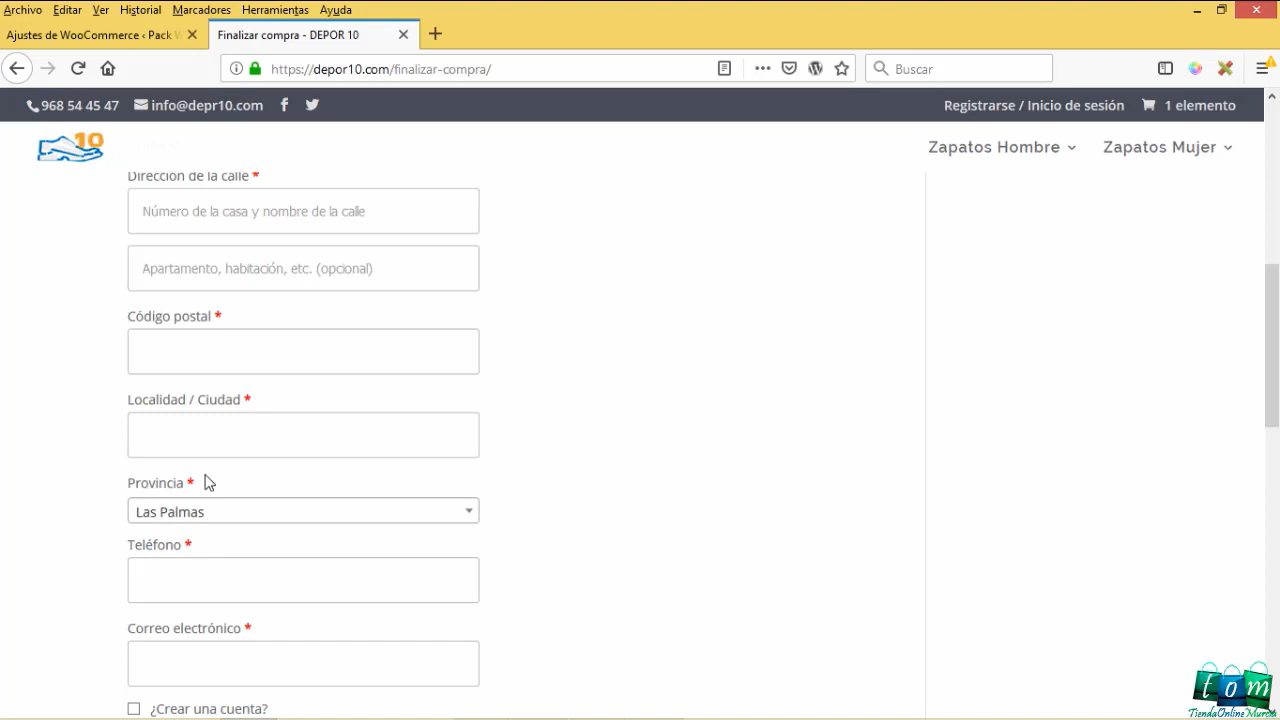 Archivo Editar Ver Historial Marcadores Herramientas Ayuda
Ajustes de WooCommerce ‹ Pack W
Finalizar compra - DEPOR 10
https://depor10.com/finalizar-compra/
Buscar
968 54 45 47 info@depr10.com
Registrarse / Inicio de sesión 1 elemento
10
Zapatos Hombre Zapatos Mujer
Dirección de la calle *
Número de la casa y nombre de la calle
Apartamento, habitación, etc. (opcional)
Código postal *
Localidad / Ciudad *
Provincia *
Las Palmas
Teléfono *
Correo electrónico *
¿Crear una cuenta?
tom
TiendaOnlineMurcia